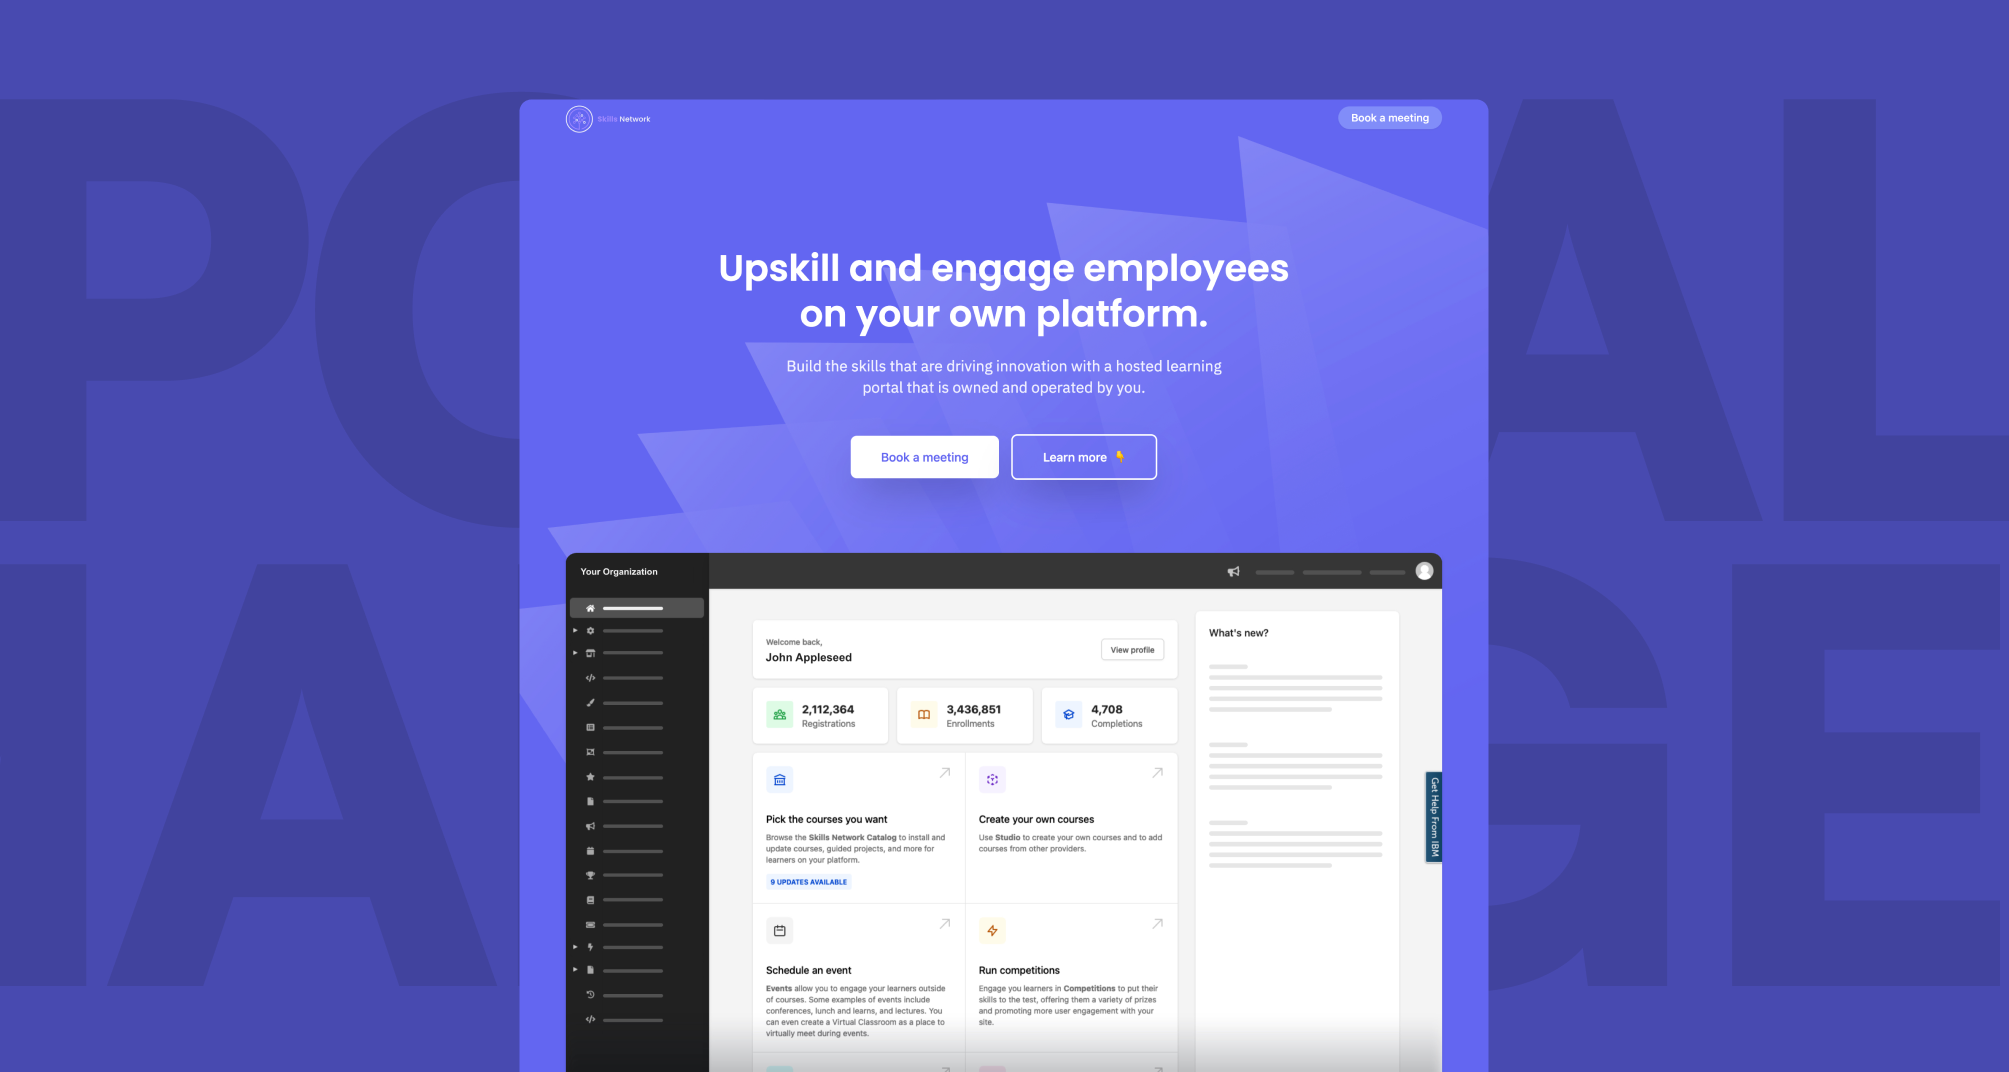 PO AL
Skills Network
Book a meeting
Upskill and engage employees
on your own platform.
Build the skills that are driving innovation with a hosted learning
portal that is owned and operated by you.
Book a meeting
Learn more 👇
Your Organization
Welcome back,
John Appleseed
View profile
What's new?
2,112,364
Registrations
3,436,851
Enrollments
4,708
Completions
Pick the courses you want
Browse the Skills Network Catalog to install and
update courses, guided projects, and more for
learners on your platform.
9 UPDATES AVAILABLE
Create your own courses
Use Studio to create your own courses and to add
courses from other providers.
Get Help From IBM
Schedule an event
Events allow you to engage your learners outside
of courses. Some examples of events include
conferences, lunch and learns, and lectures. You
can even create a Virtual Classroom as a place to
virtually meet during events.
Run competitions
Engage you learners in Competitions to put their
skills to the test, offering them a variety of prizes
and promoting more user engagement with your
site.